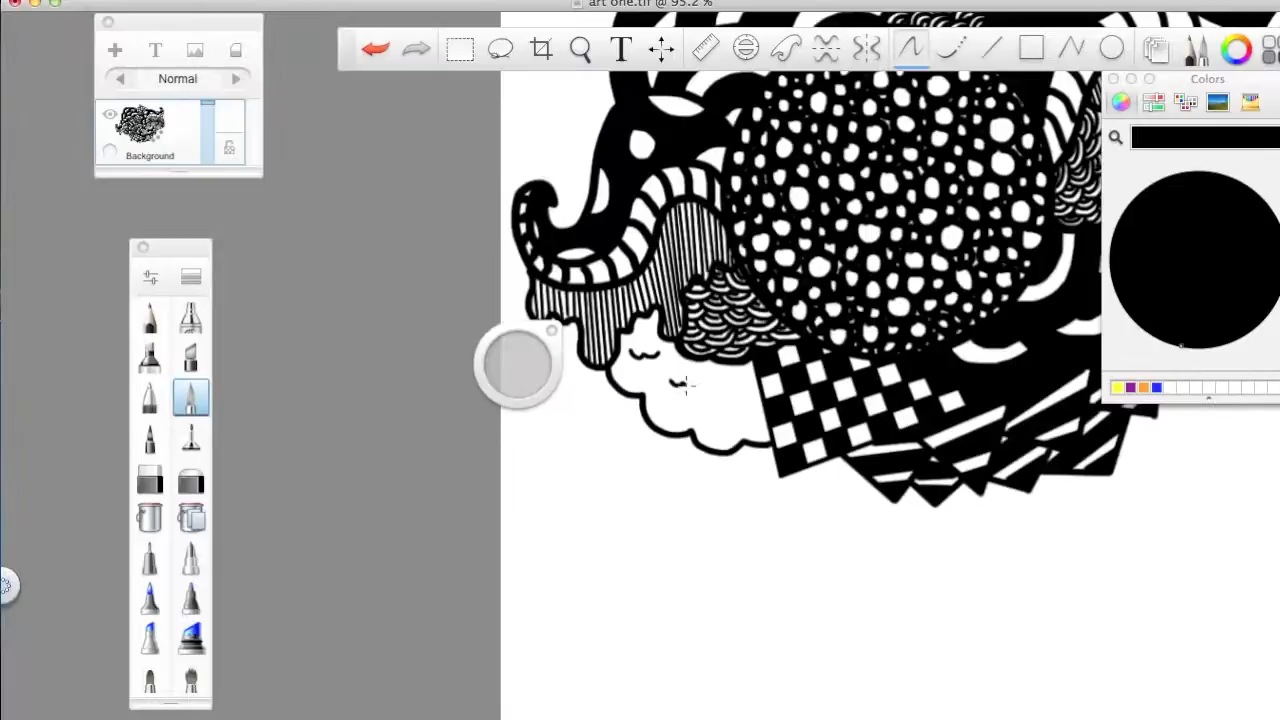 art one.tif @ 95.2 %
T
T
Normal
Colors
Background